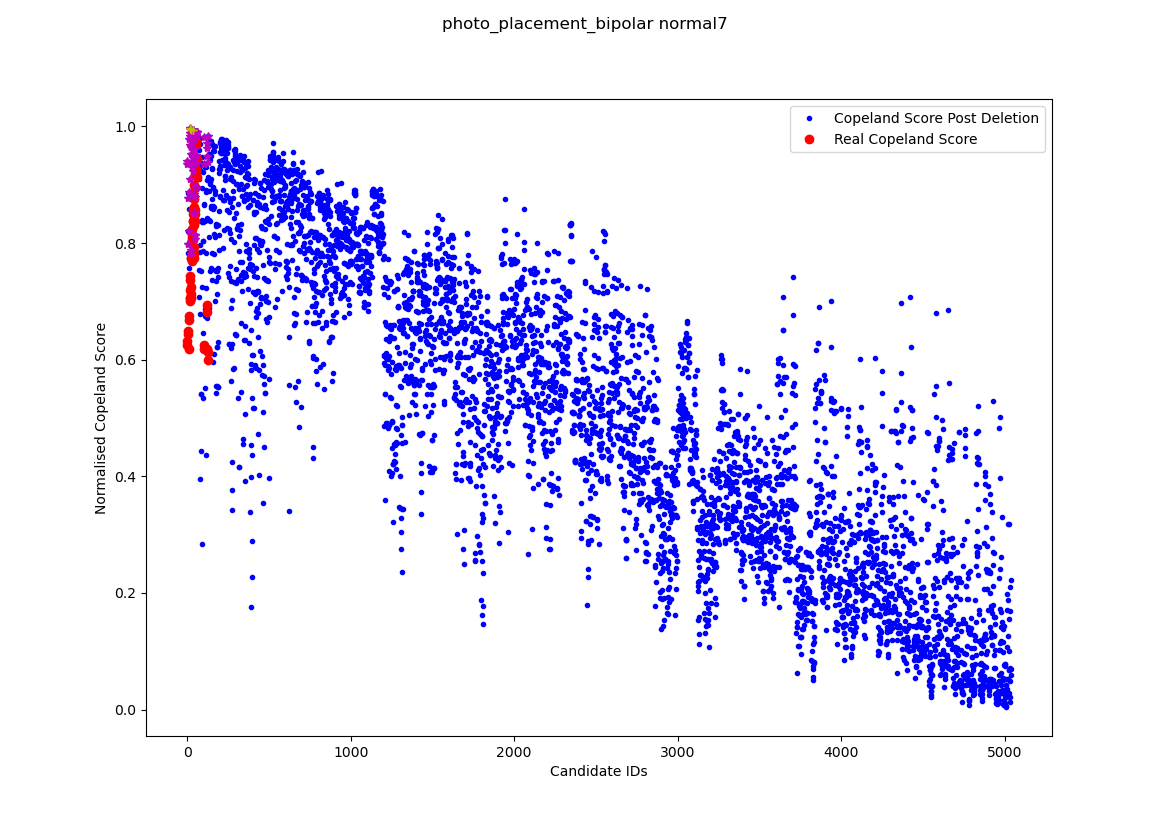 photo_placement_bipolar normal7
Copeland Score Post Deletion
Real Copeland Score
1.0
0.8
0.6
0.4
0.2
0.0
Normalised Copeland Score
0 1000 2000 3000 4000 5000
Candidate IDs